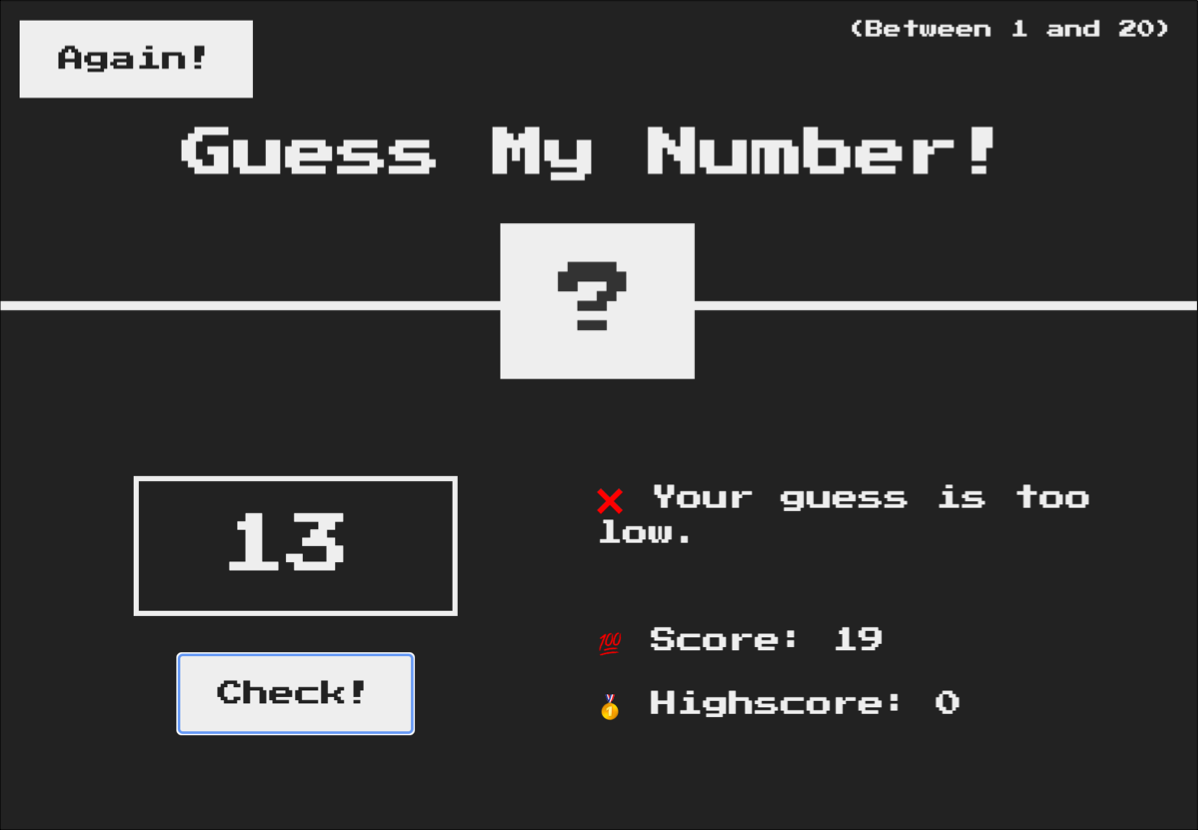 Again!
(Between 1 and 20)
Guess My Number!
?
13
❌ Your guess is too
low.
Check!
💯 Score: 19
🥇 Highscore: 0